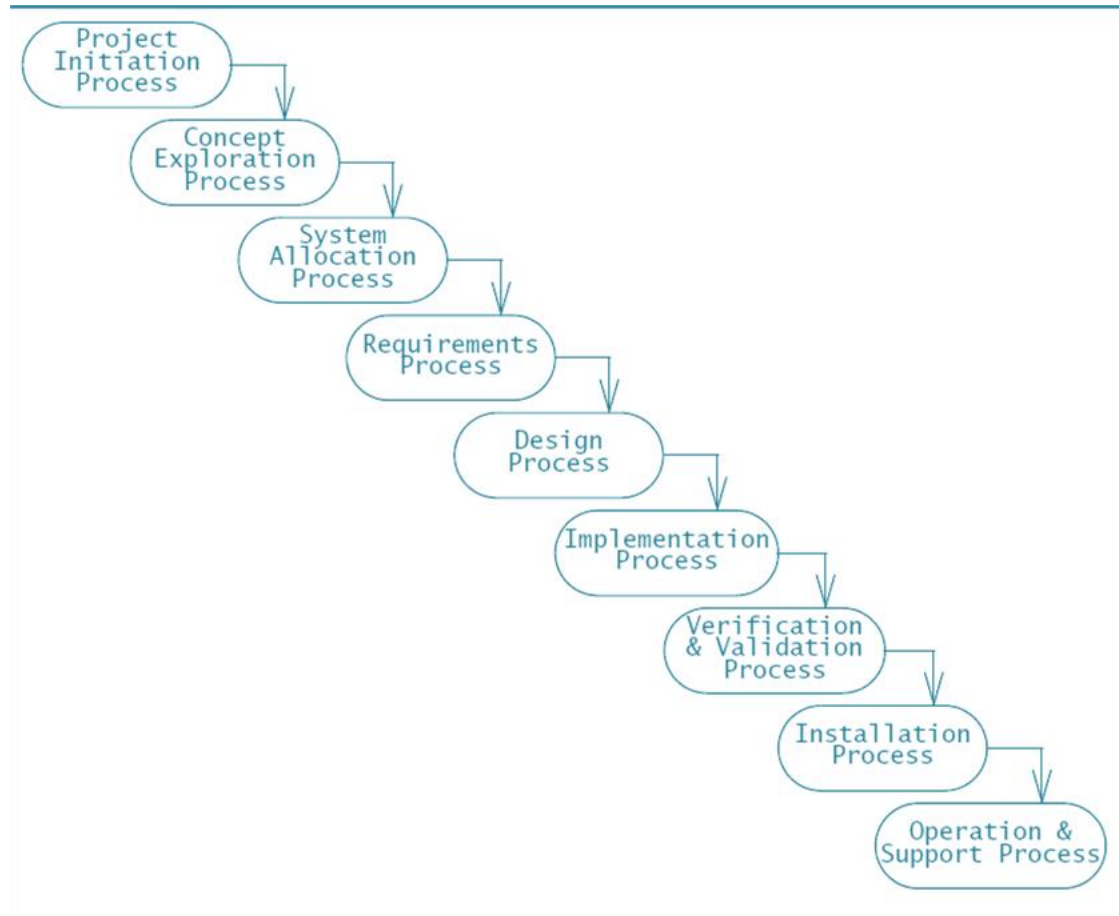 Project
Initiation
Process
Concept
Exploration
Process
System
Allocation
Process
Requirements
Process
Design
Process
Implementation
Process
Verification
& Validation
Process
Installation
Process
Operation &
Support Process